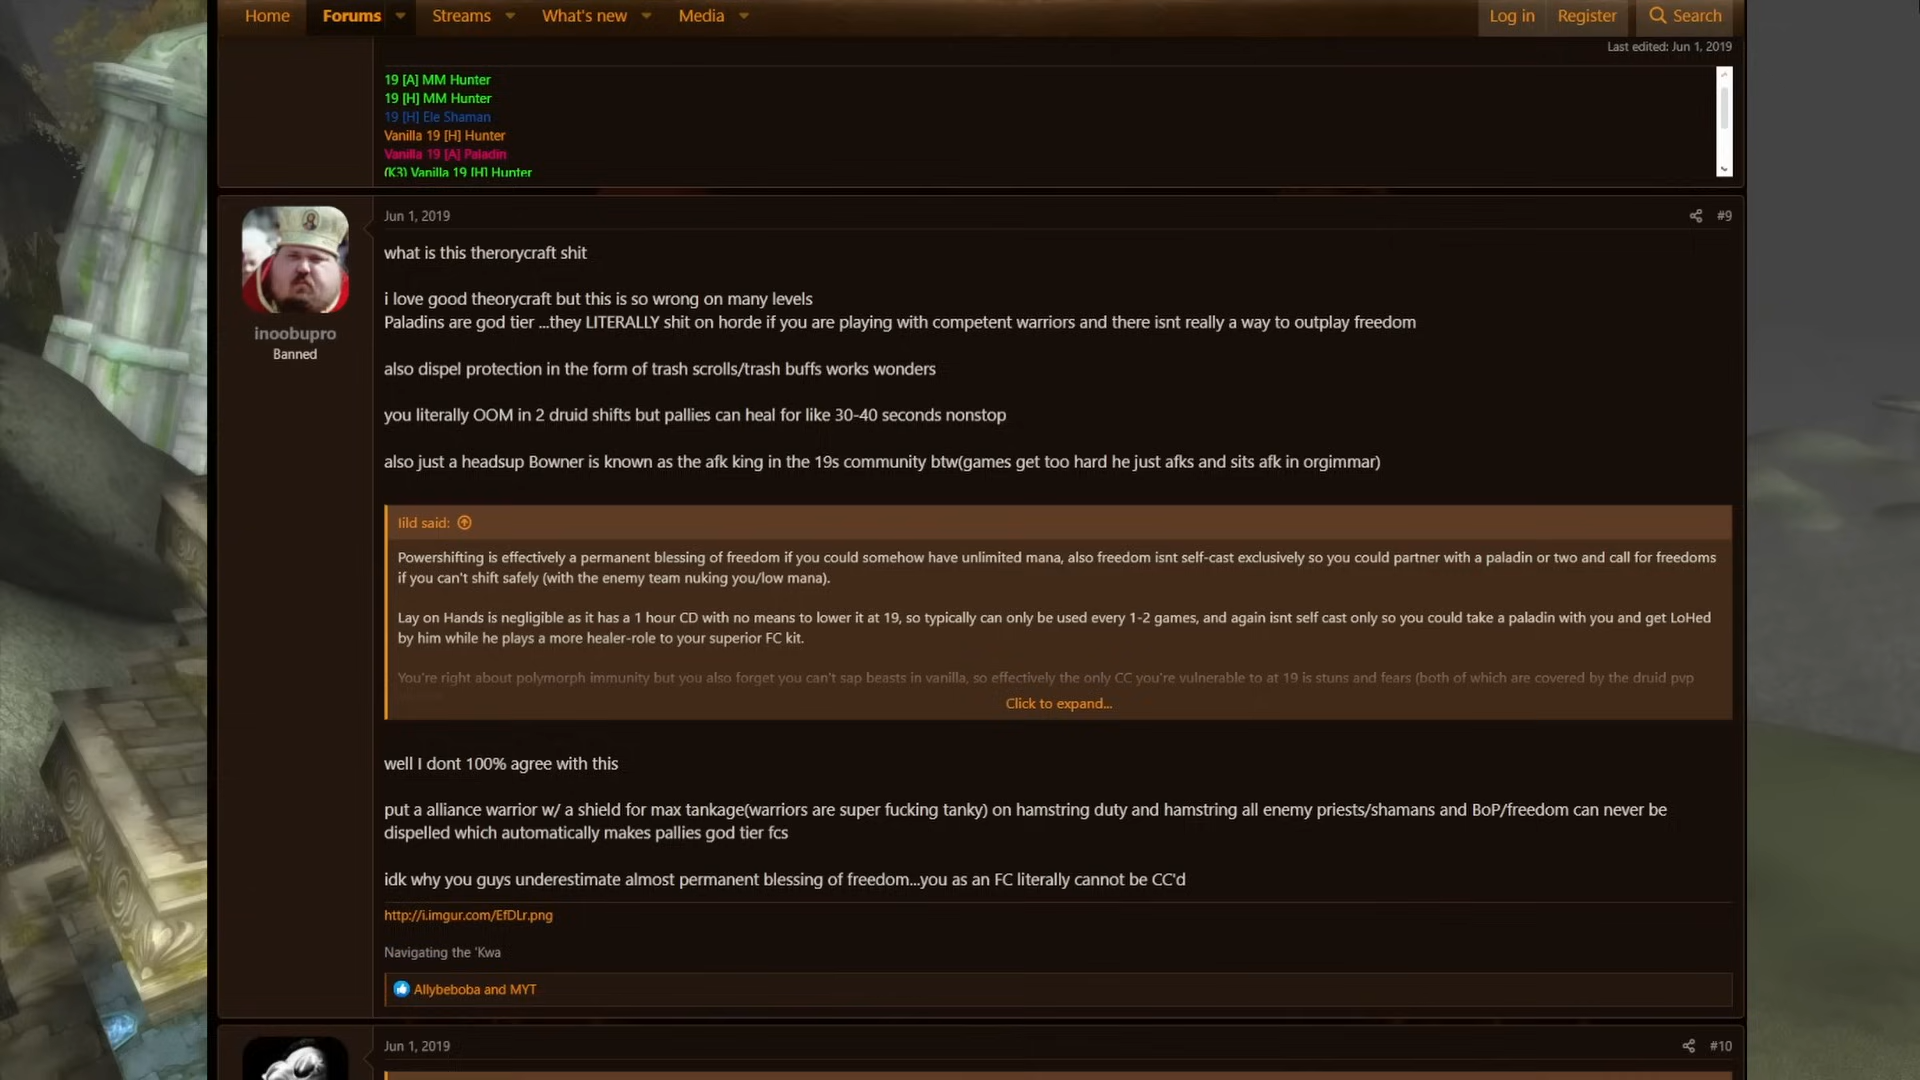 Home Forums Streams What's new Media Log in Register Search
Last edited: Jun 1, 2019
19 [A] MM Hunter
19 [H] MM Hunter
19 [H] Ele Shaman
Vanilla 19 [H] Hunter
Vanilla 19 [A] Paladin
(K3) Vanilla 19 [H] Hunter
Jun 1, 2019 #9
inoobupro
Banned
what is this therorycraft shit
i love good theorycraft but this is so wrong on many levels
Paladins are god tier ...they LITERALLY shit on horde if you are playing with competent warriors and there isnt really a way to outplay freedom
also dispel protection in the form of trash scrolls/trash buffs works wonders
you literally OOM in 2 druid shifts but pallies can heal for like 30-40 seconds nonstop
also just a headsup Bowner is known as the afk king in the 19s community btw(games get too hard he just afks and sits afk in orgimmar)
Iild said:
Powershifting is effectively a permanent blessing of freedom if you could somehow have unlimited mana, also freedom isnt self-cast exclusively so you could partner with a paladin or two and call for freedoms
if you can't shift safely (with the enemy team nuking you/low mana).
Lay on Hands is negligible as it has a 1 hour CD with no means to lower it at 19, so typically can only be used every 1-2 games, and again isnt self cast only so you could take a paladin with you and get LoHed
by him while he plays a more healer-role to your superior FC kit.
You're right about polymorph immunity but you also forget you can't sap beasts in vanilla, so effectively the only CC you're vulnerable to at 19 is stuns and fears (both of which are covered by the druid pvp
Click to expand...
well I dont 100% agree with this
put a alliance warrior w/ a shield for max tankage(warriors are super fucking tanky) on hamstring duty and hamstring all enemy priests/shamans and BoP/freedom can never be
dispelled which automatically makes pallies god tier fcs
idk why you guys underestimate almost permanent blessing of freedom...you as an FC literally cannot be CC'd
http://i.imgur.com/EfDLr.png
Navigating the 'Kwa
Allybeboba and MYT
Jun 1, 2019 #10